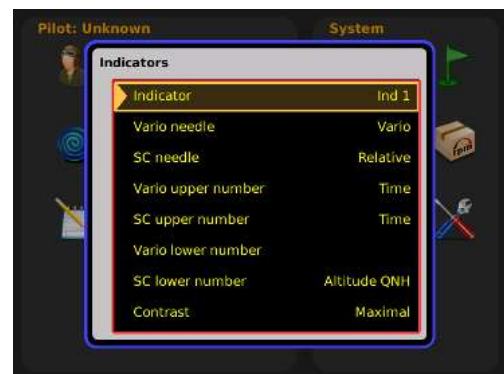 Pilot: Unknown System
Indicators
Indicator Ind 1
Vario needle Vario
SC needle Relative
Vario upper number Time
SC upper number Time
Vario lower number
SC lower number Altitude QNH
Contrast Maximal
rpm